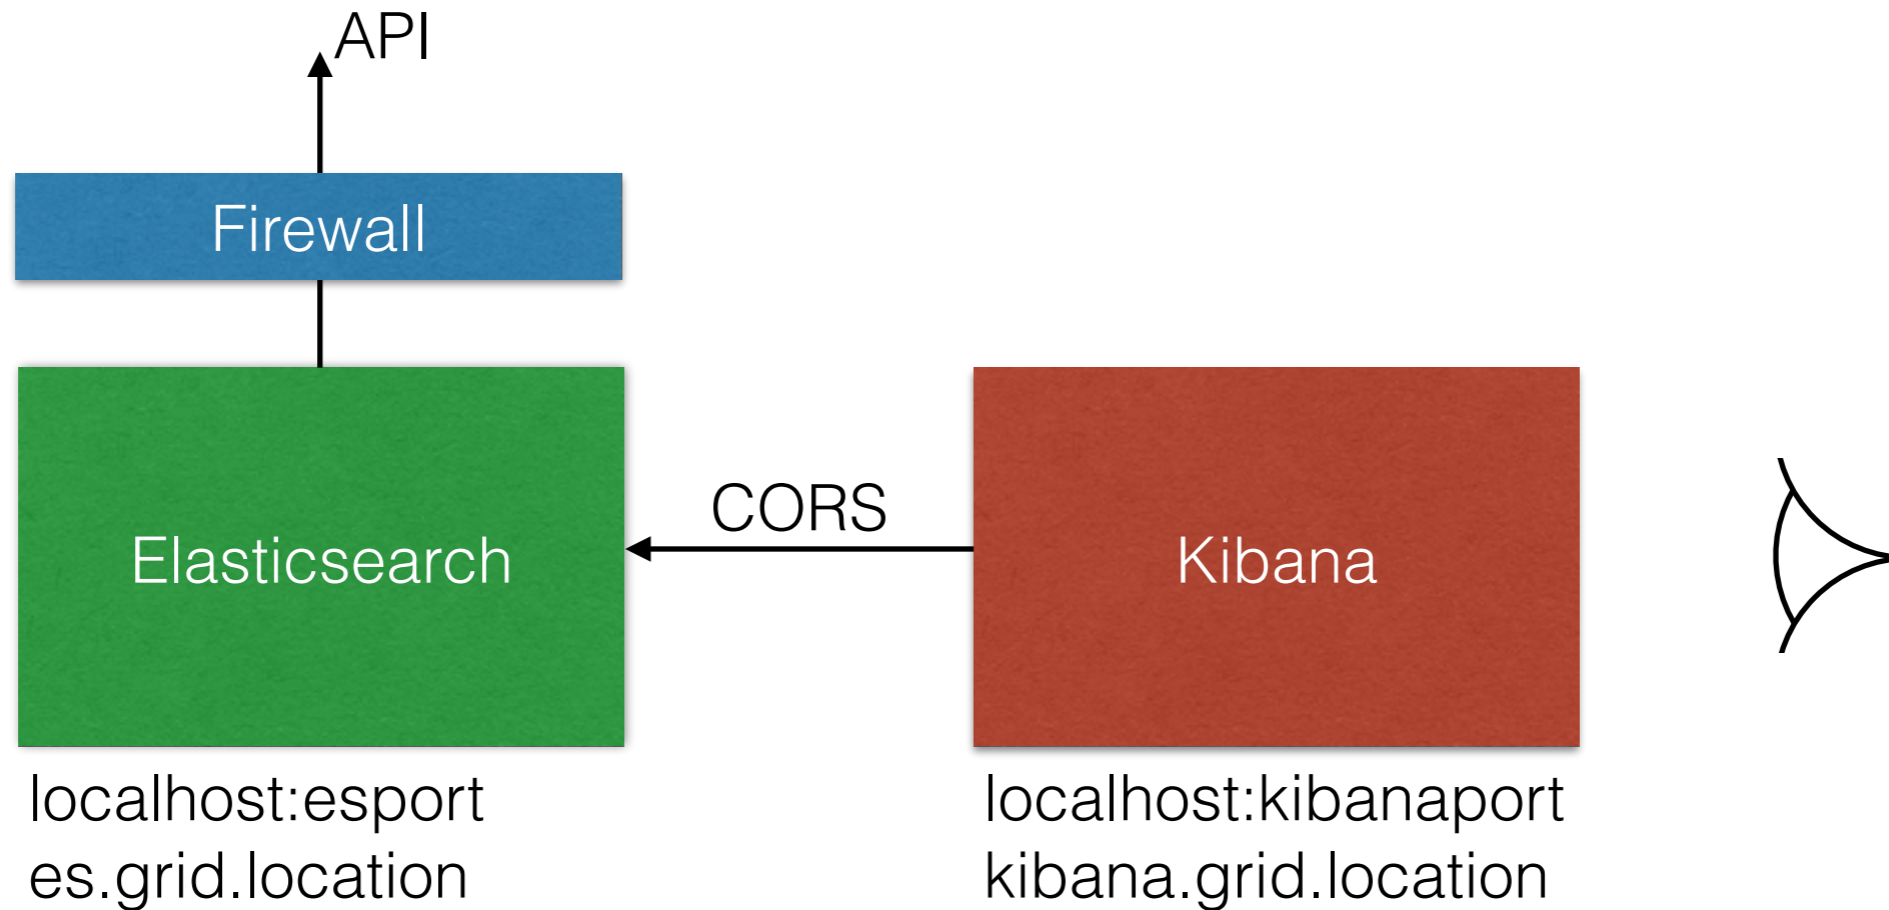 API
Firewall
Elasticsearch
CORS
Kibana
localhost:esport
es.grid.location
localhost:kibanaport
kibana.grid.location